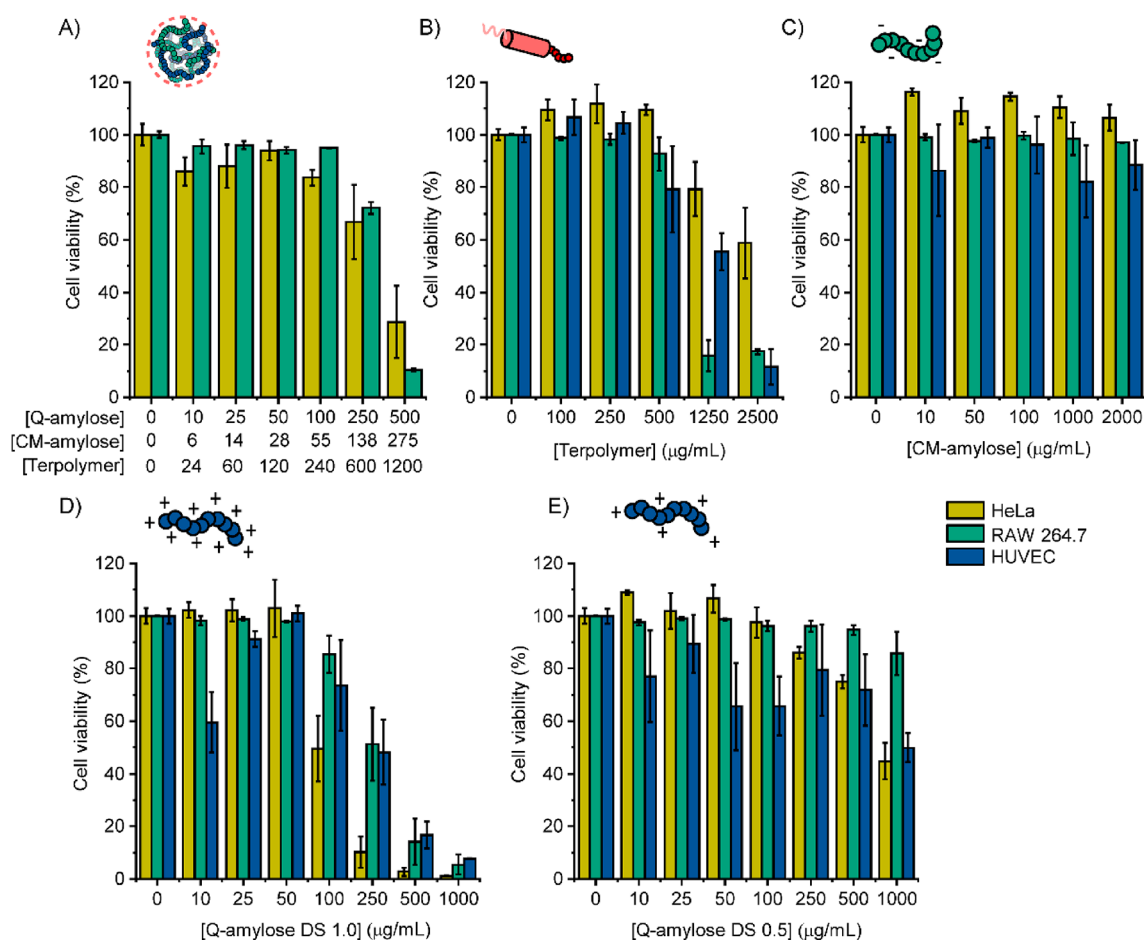 A)
Cell viability (%)
120
100
80
60
40
20
0
[Q-amylose] 0 10 25 50 100 250 500
[CM-amylose] 0 6 14 28 55 138 275
[Terpolymer] 0 24 60 120 240 600 1200
B)
Cell viability (%)
120
100
80
60
40
20
0
0 100 250 500 1250 2500
[Terpolymer] (µg/mL)
C)
- - - -
Cell viability (%)
120
100
80
60
40
20
0
0 10 50 100 1000 2000
[CM-amylose] (µg/mL)
D)
+ + + + + + + + +
Cell viability (%)
120
100
80
60
40
20
0
0 10 25 50 100 250 500 1000
[Q-amylose DS 1.0] (µg/mL)
E)
+ + + + +
Cell viability (%)
120
100
80
60
40
20
0
0 10 25 50 100 250 500 1000
[Q-amylose DS 0.5] (µg/mL)
HeLa
RAW 264.7
HUVEC